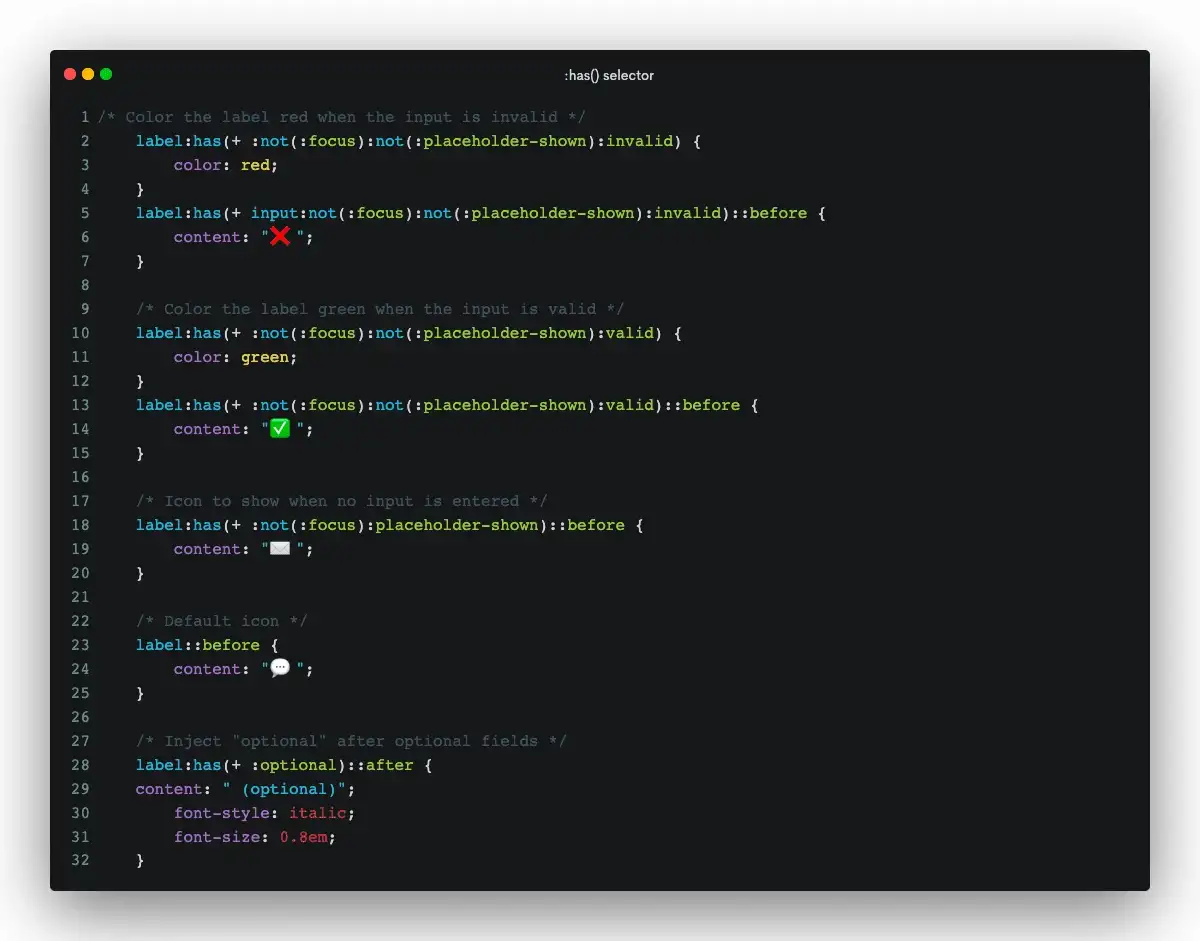 :has() selector
1 /* Color the label red when the input is invalid */
2     label:has(+ :not(:focus):not(:placeholder-shown):invalid) {
3         color: red;
4     }
5     label:has(+ input:not(:focus):not(:placeholder-shown):invalid)::before {
6         content: "❌ ";
7     }
8
9     /* Color the label green when the input is valid */
10     label:has(+ :not(:focus):not(:placeholder-shown):valid) {
11         color: green;
12     }
13     label:has(+ :not(:focus):not(:placeholder-shown):valid)::before {
14         content: "✅ ";
15     }
16
17     /* Icon to show when no input is entered */
18     label:has(+ :not(:focus):placeholder-shown)::before {
19         content: "✉️ ";
20     }
21
22     /* Default icon */
23     label::before {
24         content: "💬 ";
25     }
26
27     /* Inject "optional" after optional fields */
28     label:has(+ :optional)::after {
29     content: " (optional)";
30         font-style: italic;
31         font-size: 0.8em;
32     }